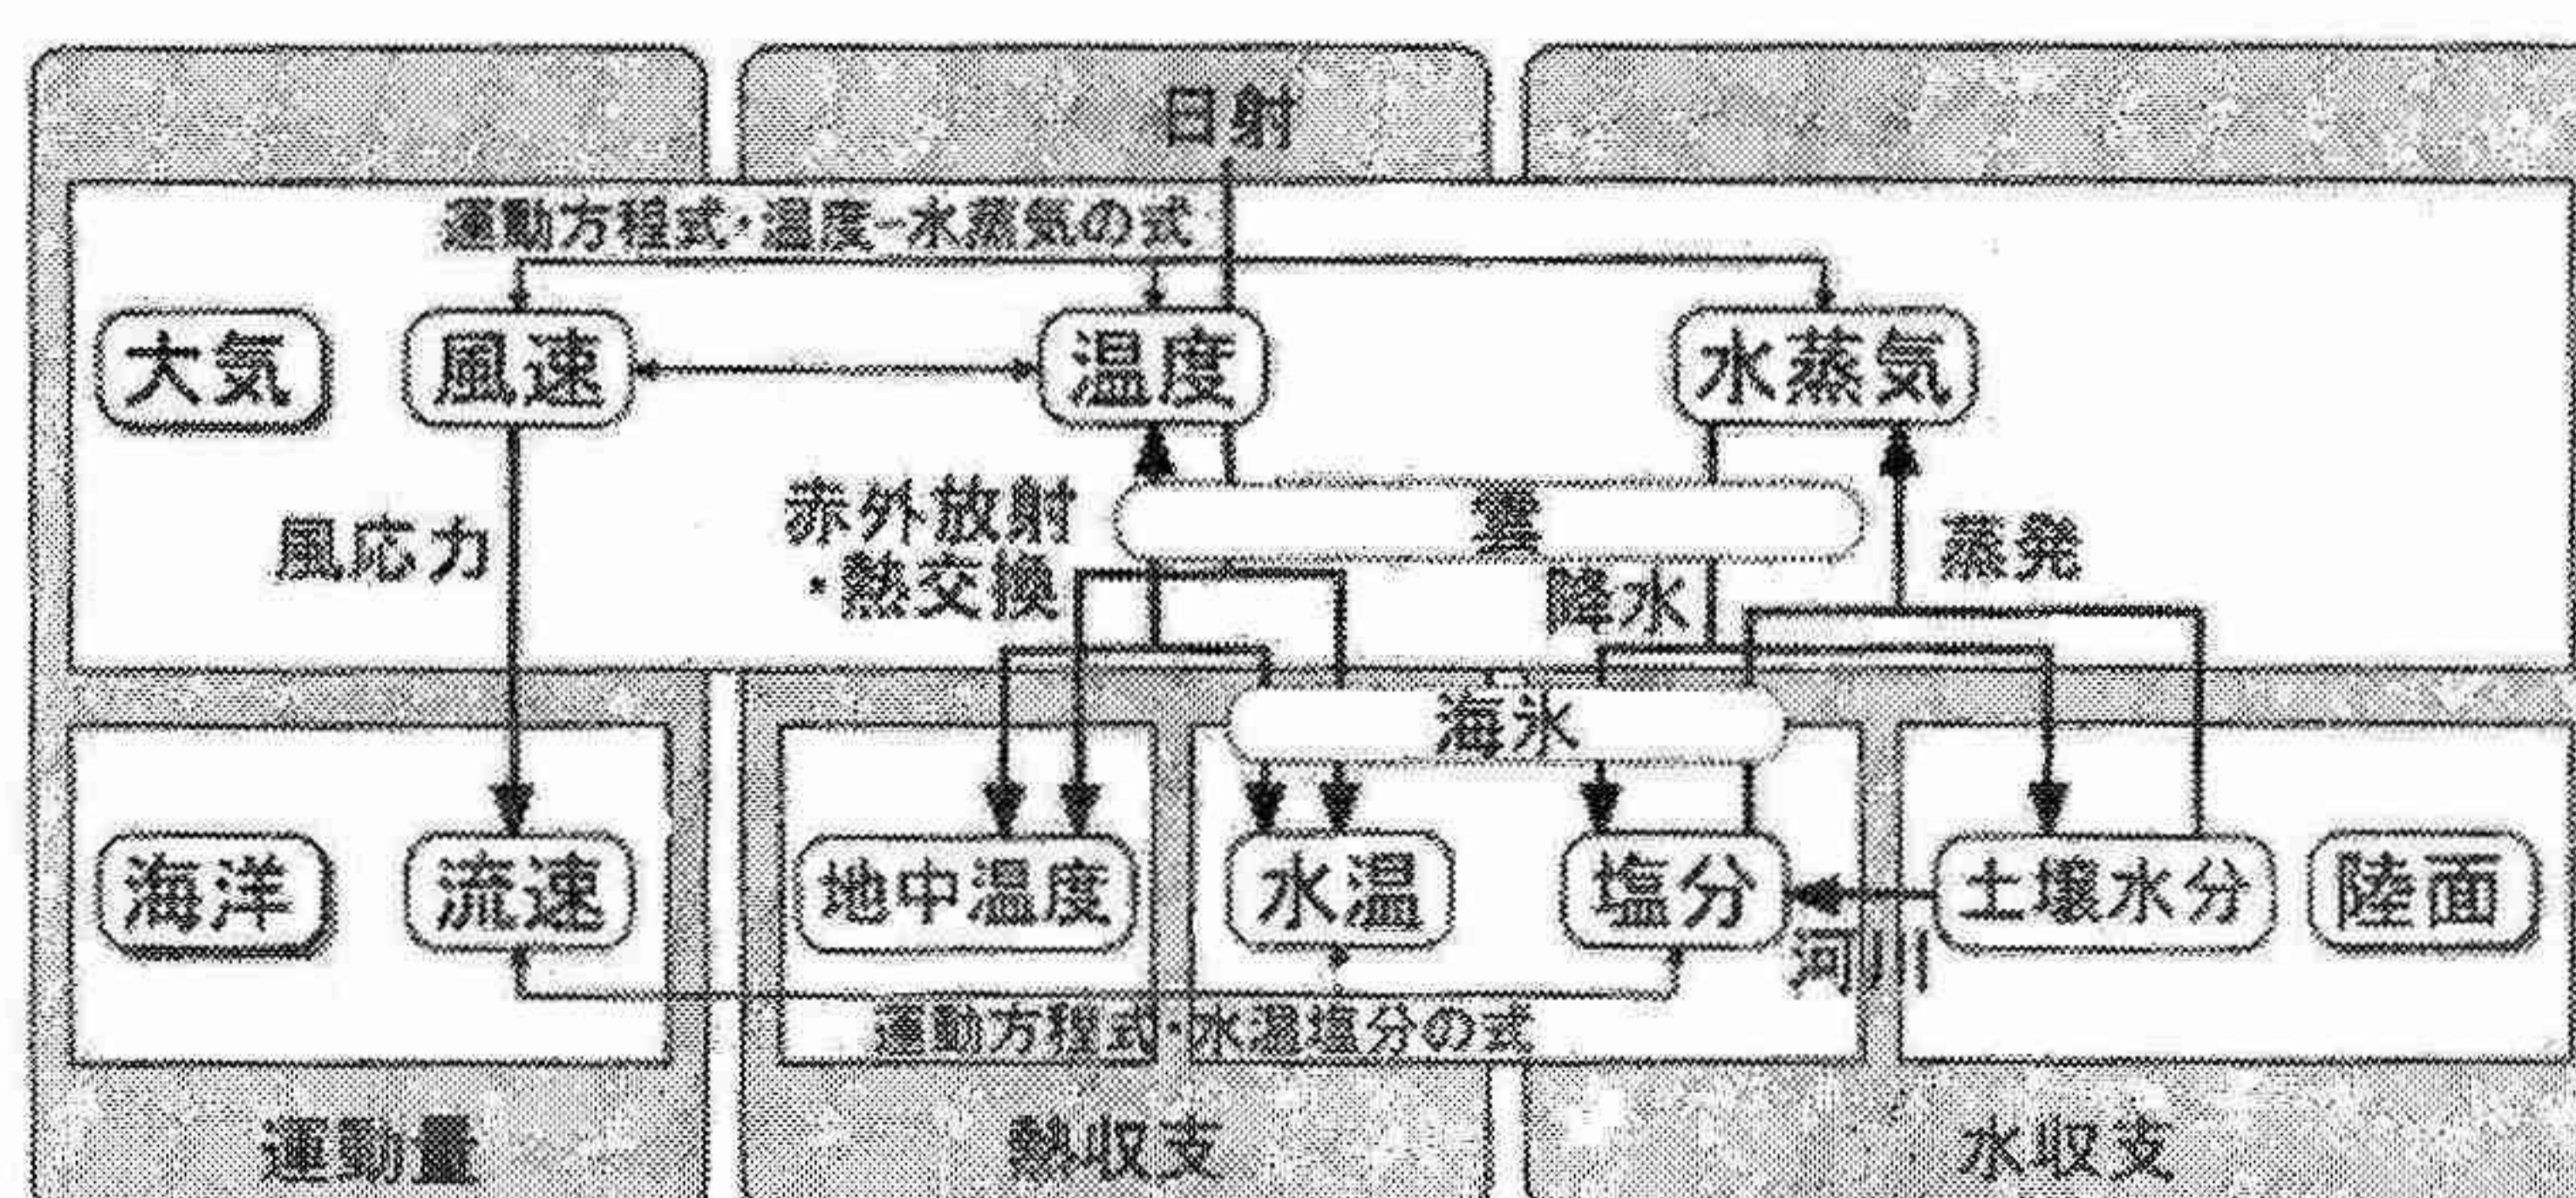 日射
運動方程式・温度-水蒸気の式
大気
風速
温度
水蒸気
赤外放射
・熱交換
雲
風応力
降水
蒸発
海氷
海洋
流速
地中温度
水温
塩分
土壌水分
陸面
河川
運動方程式・水温塩分の式
運動量
熱収支
水収支